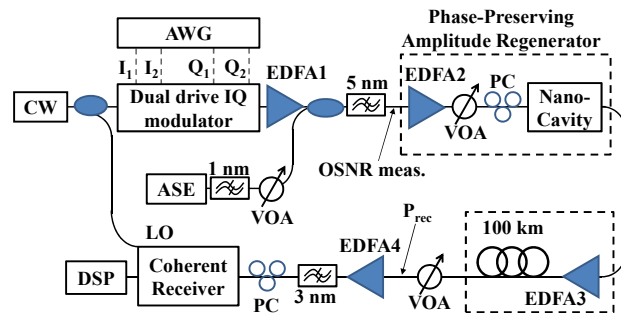 Phase-Preserving
Amplitude Regenerator
AWG
I1 I2 Q1 Q2
EDFA1
5 nm
EDFA2
PC
CW
Dual drive IQ
modulator
Nano-
Cavity
VOA
1 nm
OSNR meas.
ASE
VOA
LO
Prec
100 km
EDFA4
DSP
Coherent
Receiver
PC
3 nm
VOA
EDFA3